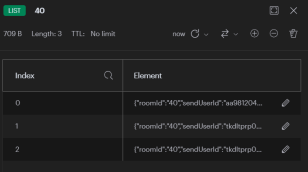 LIST 40
709 B Length: 3 TTL: No limit now
Index Element
0 {"roomId":"40","sendUserId":"aa981204...
1 {"roomId":"40","sendUserId":"tkdltprp0...
2 {"roomId":"40","sendUserId":"tkdltprp0...